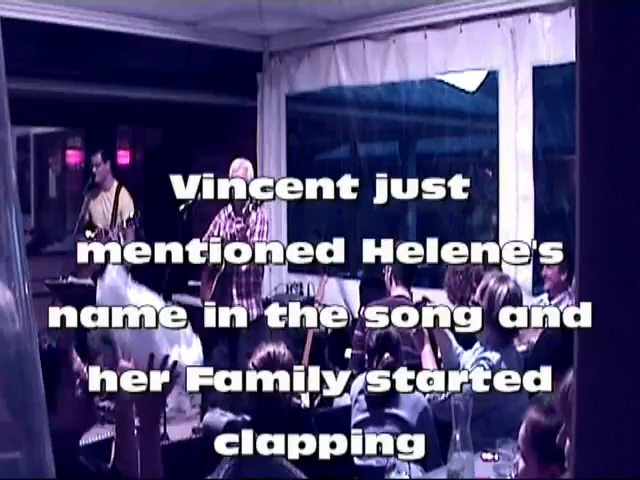 Vincent just
mentioned Helene's
name in the song and
her Family started
clapping